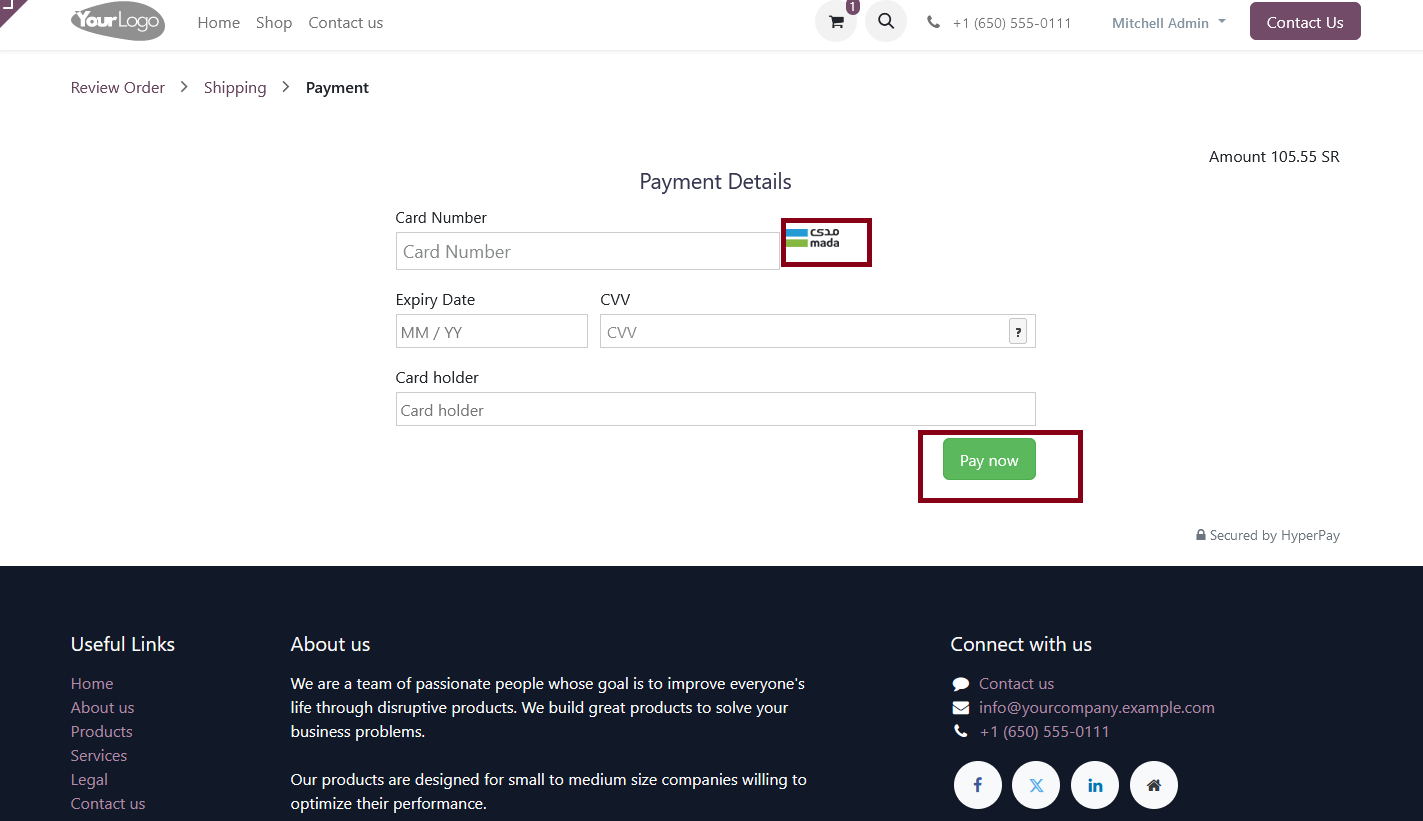 YourLogo
Home Shop Contact us
1
+1 (650) 555-0111
Mitchell Admin
Contact Us
Review Order > Shipping > Payment
Amount 105.55 SR
Payment Details
Card Number
Card Number
مدى
mada
Expiry Date CVV
MM / YY CVV ?
Card holder
Card holder
Pay now
Secured by HyperPay
Useful Links
Home
About us
Products
Services
Legal
Contact us
About us
We are a team of passionate people whose goal is to improve everyone's
life through disruptive products. We build great products to solve your
business problems.
Our products are designed for small to medium size companies willing to
optimize their performance.
Connect with us
Contact us
info@yourcompany.example.com
+1 (650) 555-0111